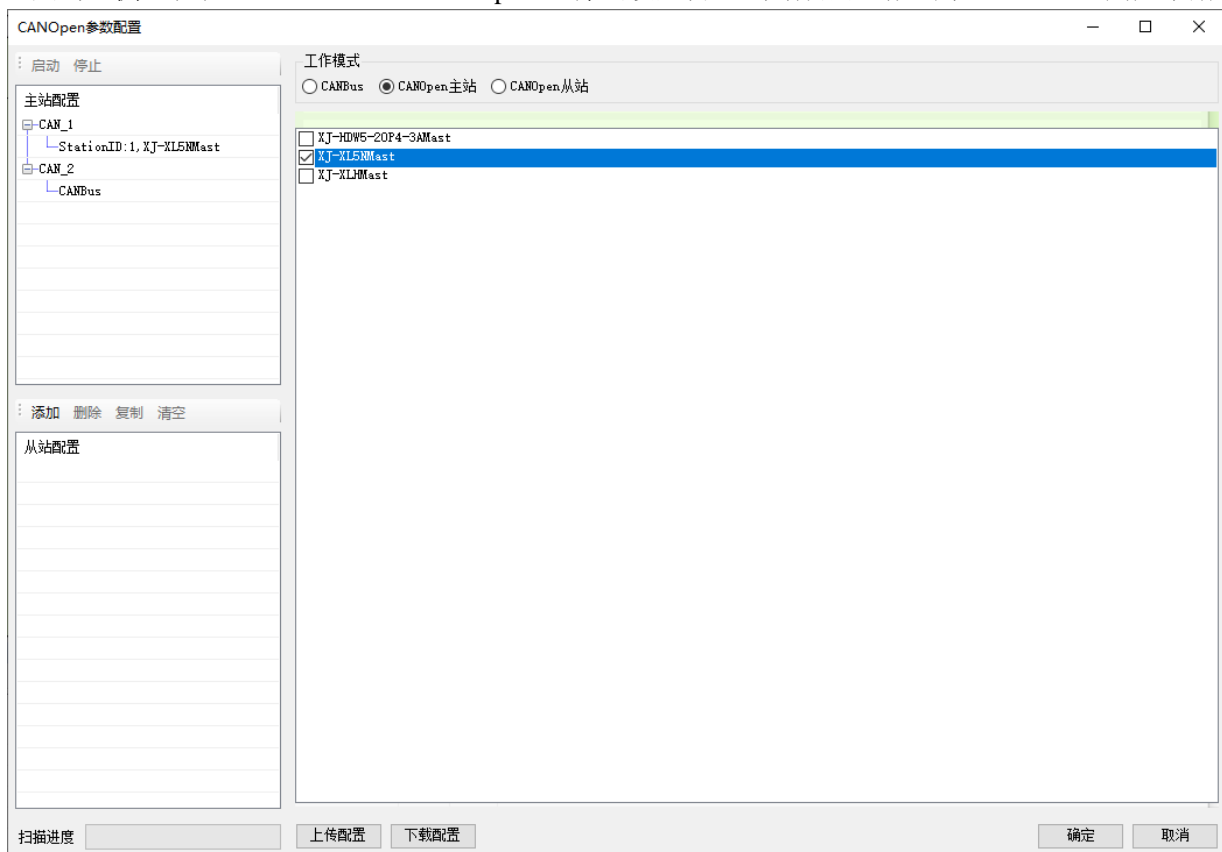 CANOpen参数配置
启动 停止
工作模式
CANBus CANOpen主站 CANOpen从站
主站配置
CAN_1
StationID:1,XJ-XL5NMast
CAN_2
CANBus
XJ-HDW5-20P4-3AMast
XJ-XL5NMast
XJ-XLHMast
添加 删除 复制 清空
从站配置
扫描进度
上传配置 下载配置
确定 取消